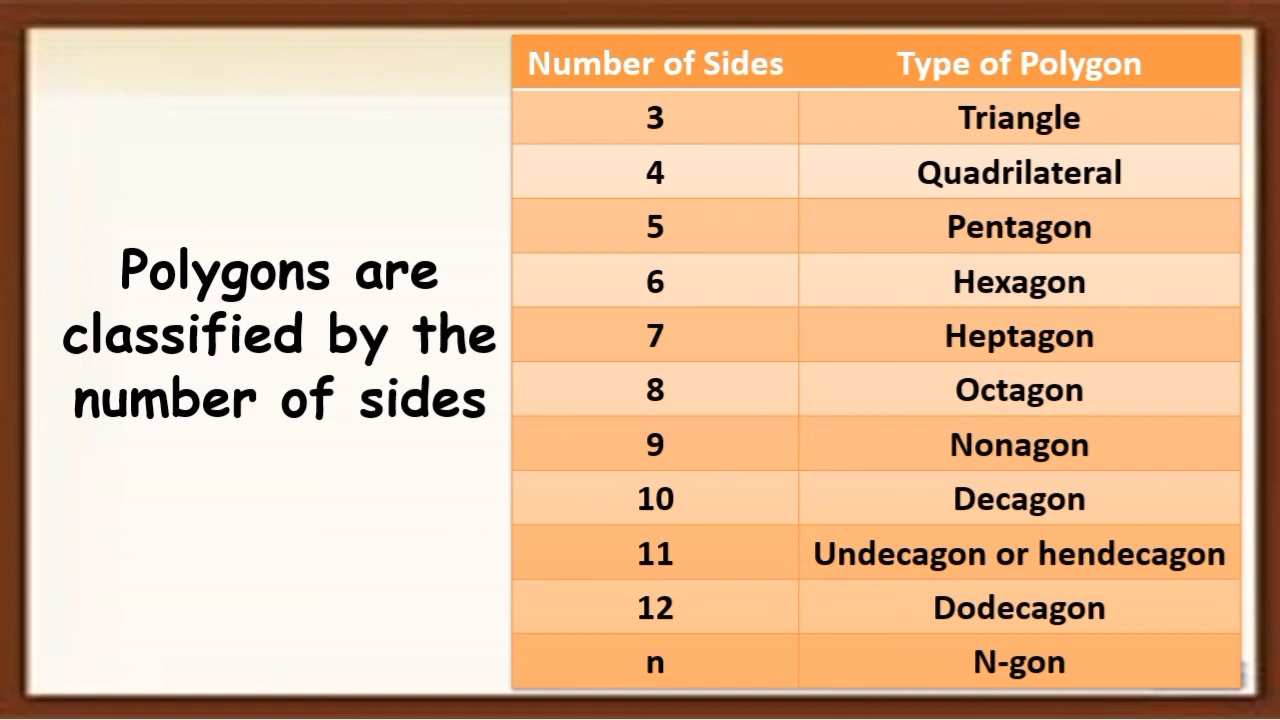 Polygons are
classified by the
number of sides
Number of Sides Type of Polygon
3 Triangle
4 Quadrilateral
5 Pentagon
6 Hexagon
7 Heptagon
8 Octagon
9 Nonagon
10 Decagon
11 Undecagon or hendecagon
12 Dodecagon
n N-gon